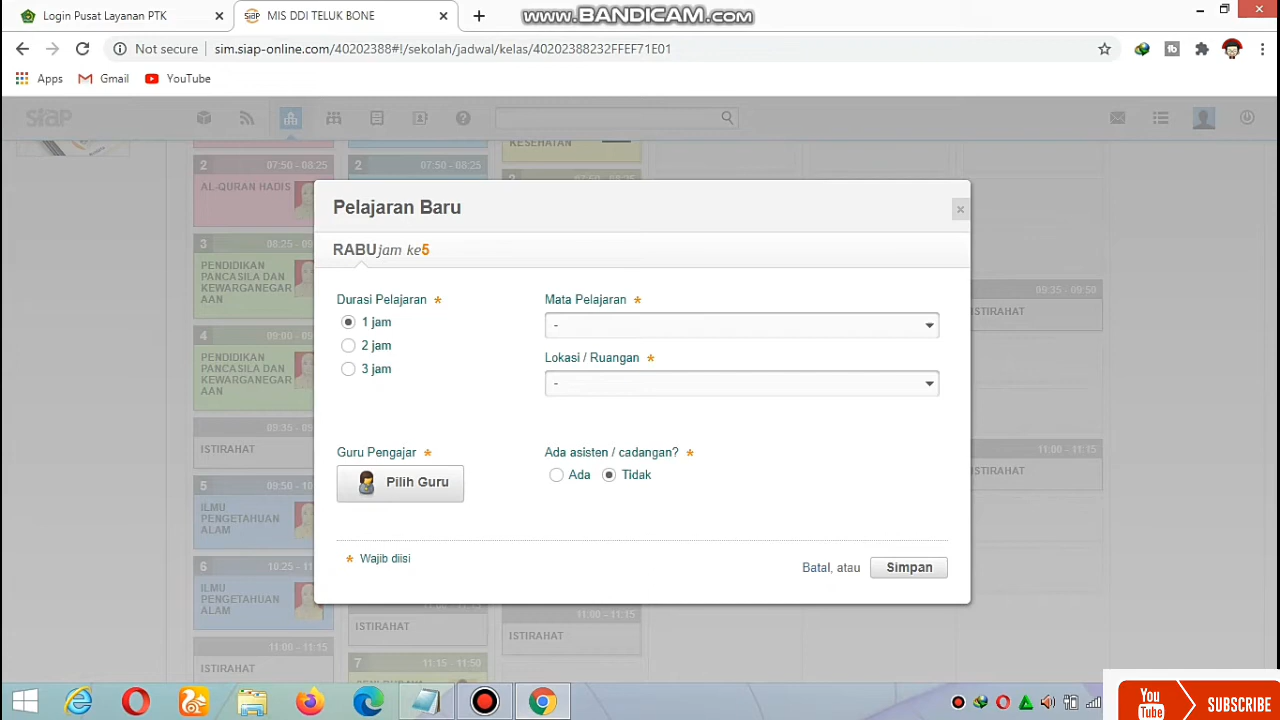 Login Pusat Layanan PTK
MIS DDI TELUK BONE
www.BANDICAM.com
Not secure
sim.siap-online.com/40202388#!/sekolah/jadwal/kelas/40202388232FFEF71E01
Apps
Gmail
YouTube
siap
KESEHATAN
2 07:50 - 08:25
AL-QURAN HADIS
2 07:50 - 08:25
3 08:25 - 09
PENDIDIKAN
PANCASILA DAN
KEWARGANEGAR
AAN
4 09:00 - 09
PENDIDIKAN
PANCASILA DAN
KEWARGANEGAR
AAN
09:35 - 09
ISTIRAHAT
5 09:50 - 10
ILMU
PENGETAHUAN
ALAM
6 10:25 - 11
ILMU
PENGETAHUAN
ALAM
11:00 - 11:15
ISTIRAHAT
ISTIRAHAT
7 11:15 - 11:50
11:00 - 11:15
ISTIRAHAT
09:35 - 09:50
ISTIRAHAT
11:00 - 11:15
ISTIRAHAT
Pelajaran Baru
×
RABU jam ke5
Durasi Pelajaran *
1 jam
2 jam
3 jam
Mata Pelajaran *
-
Lokasi / Ruangan *
-
Guru Pengajar *
Pilih Guru
Ada asisten / cadangan? *
Ada
Tidak
* Wajib diisi
Batal, atau
Simpan
You
Tube
SUBSCRIBE